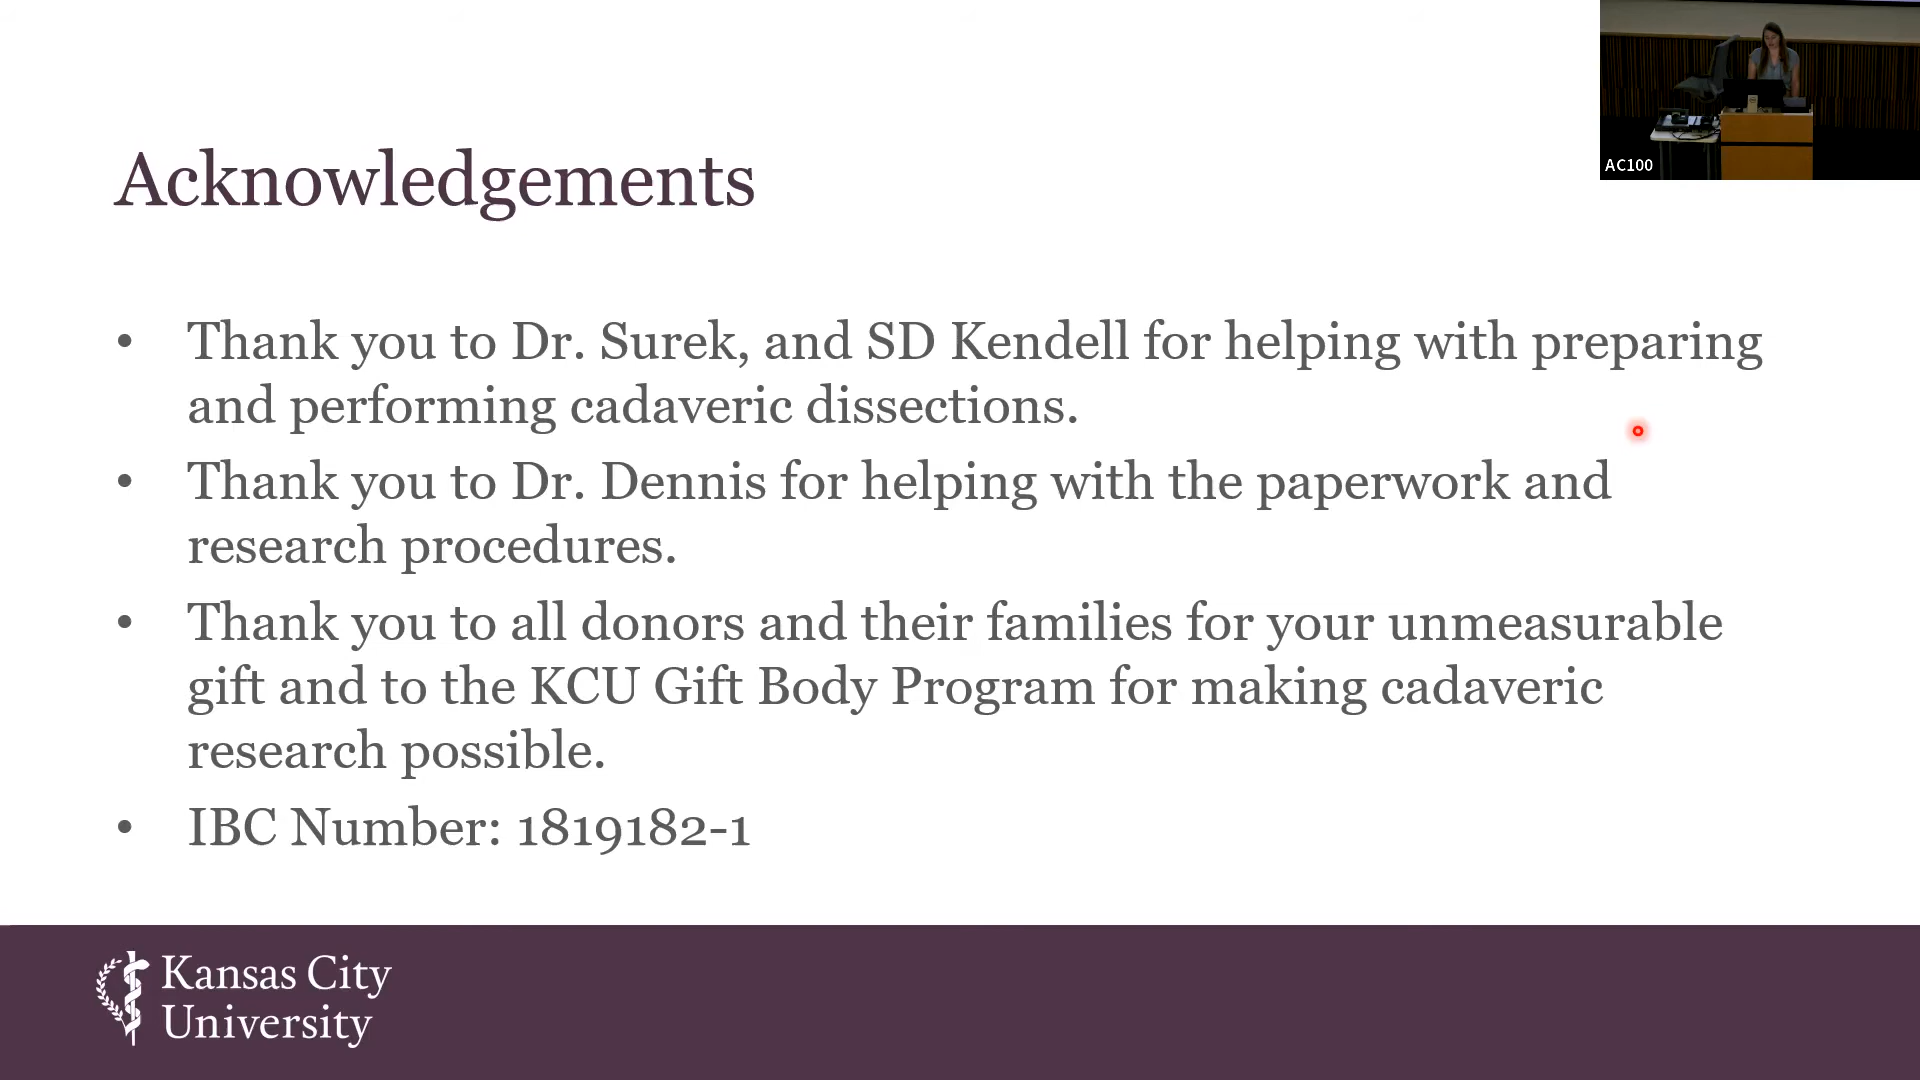 AC100
Acknowledgements
• Thank you to Dr. Surek, and SD Kendell for helping with preparing
and performing cadaveric dissections.
• Thank you to Dr. Dennis for helping with the paperwork and
research procedures.
• Thank you to all donors and their families for your unmeasurable
gift and to the KCU Gift Body Program for making cadaveric
research possible.
• IBC Number: 1819182-1
Kansas City
University